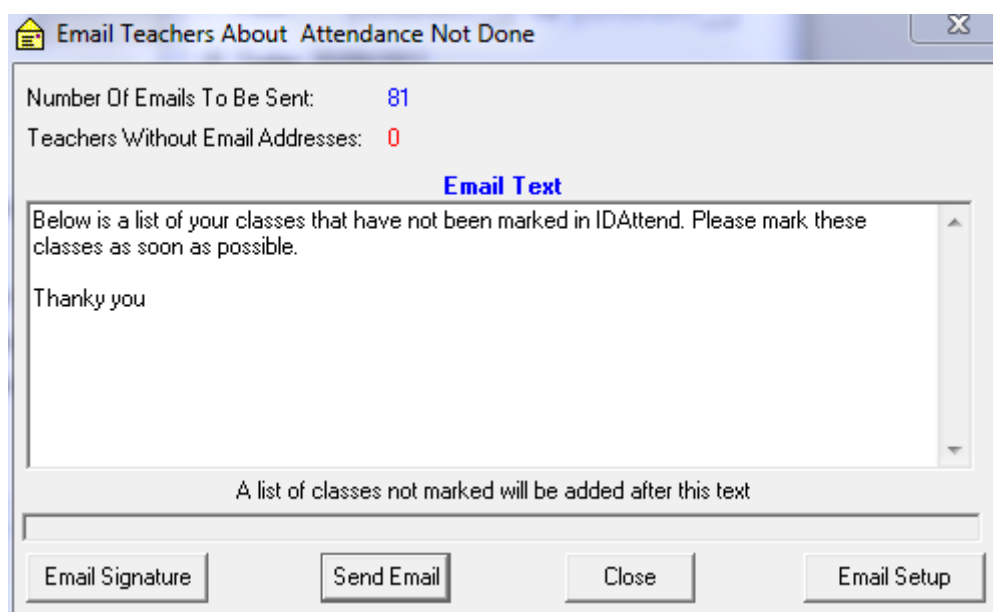 Email Teachers About Attendance Not Done
Number Of Emails To Be Sent: 81
Teachers Without Email Addresses: 0
Email Text
Below is a list of your classes that have not been marked in IDAttend. Please mark these
classes as soon as possible.
Thanky you
A list of classes not marked will be added after this text
Email Signature Send Email Close Email Setup